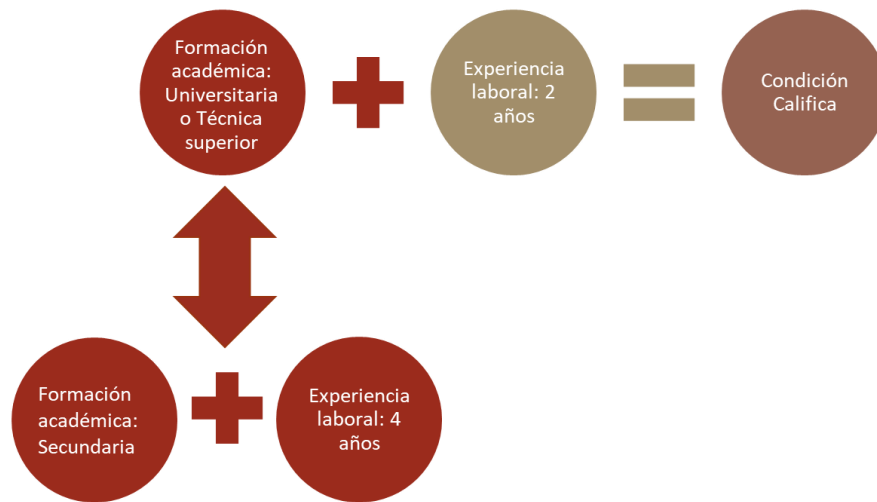 Formación
académica:
Universitaria
o Técnica
superior
Experiencia
laboral: 2
años
Condición
Califica
Formación
académica:
Secundaria
Experiencia
laboral: 4
años